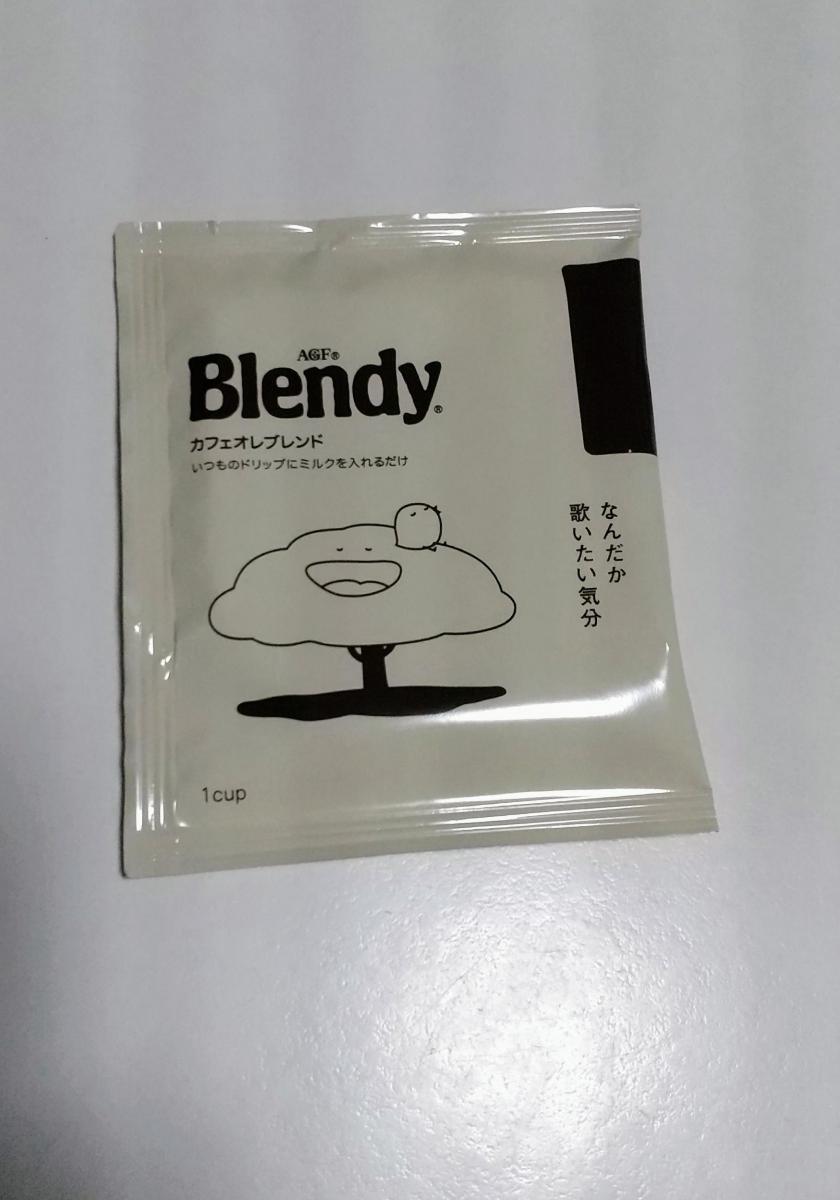 AGF®
Blendy®
カフェオレブレンド
いつものドリップにミルクを入れるだけ
なんだか
歌いたい気分
1cup